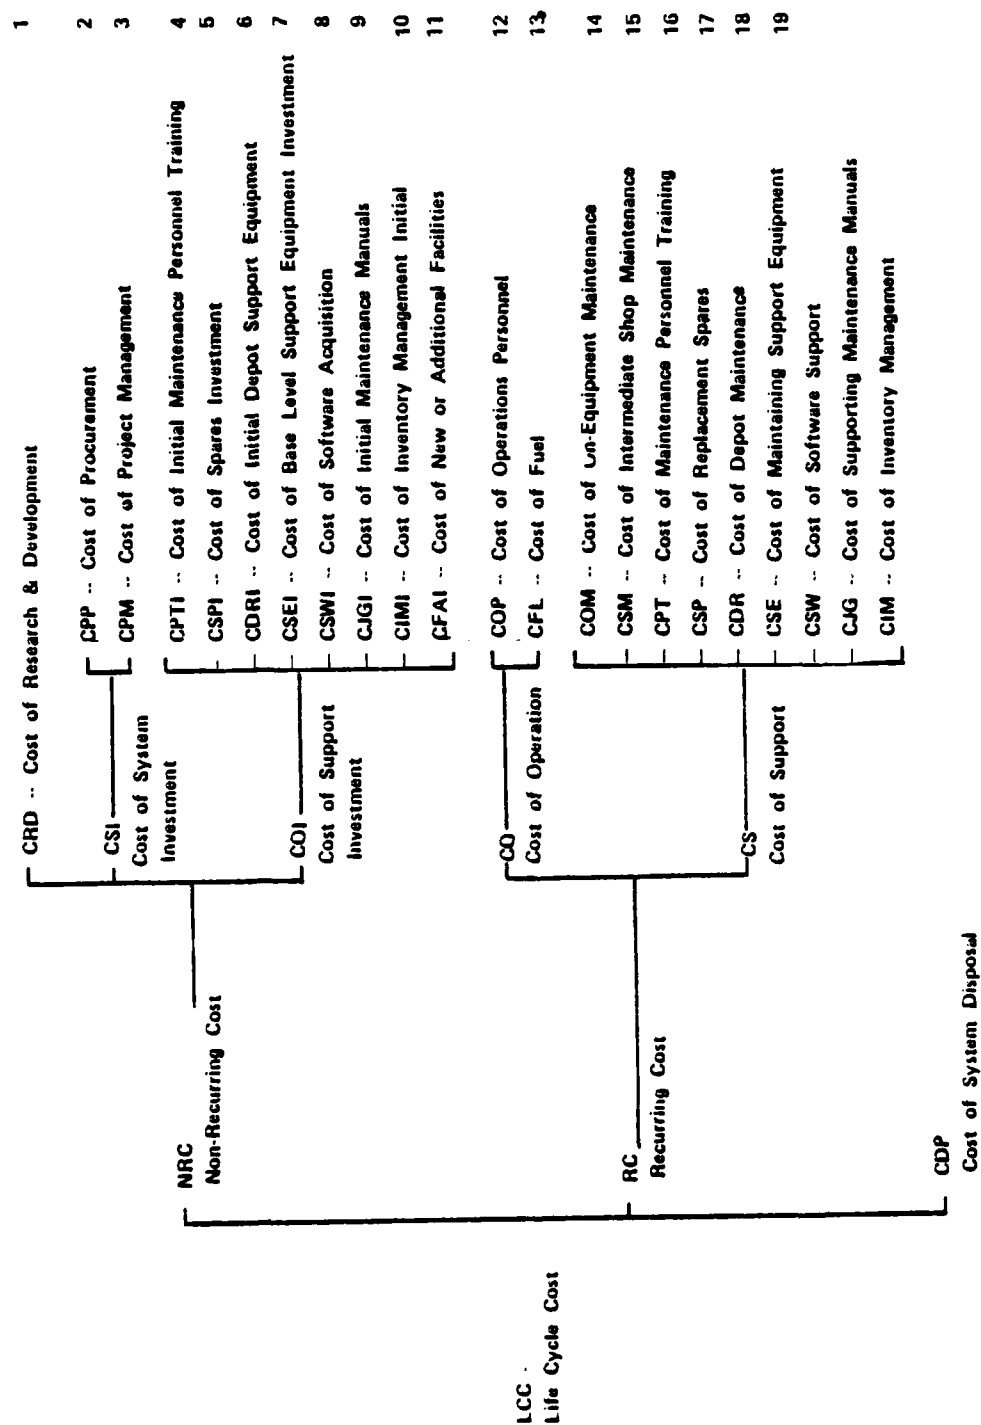 CRD -- Cost of Research & Development 1
CPP -- Cost of Procurement 2
CSI
CPM -- Cost of Project Management 3
Cost of System
Investment
CPTI -- Cost of Initial Maintenance Personnel Training 4
NRC
Non-Recurring Cost
CSPI -- Cost of Spares Investment 5
CDRI -- Cost of Initial Depot Support Equipment 6
CSEI -- Cost of Base Level Support Equipment Investment 7
COI
Cost of Support
Investment
CSWI -- Cost of Software Acquisition 8
CJGI -- Cost of Initial Maintenance Manuals 9
CIMI -- Cost of Inventory Management Initial 10
CFAI -- Cost of New or Additional Facilities 11
COP -- Cost of Operations Personnel 12
CO
Cost of Operation
CFL -- Cost of Fuel 13
LCC -
Life Cycle Cost
COM -- Cost of On-Equipment Maintenance 14
CSM -- Cost of Intermediate Shop Maintenance 15
RC
Recurring Cost
CPT -- Cost of Maintenance Personnel Training 16
CSP -- Cost of Replacement Spares 17
CDR -- Cost of Depot Maintenance 18
CS
Cost of Support
CSE -- Cost of Maintaining Support Equipment 19
CSW -- Cost of Software Support
CJG -- Cost of Supporting Maintenance Manuals
CIM -- Cost of Inventory Management
CDP
Cost of System Disposal